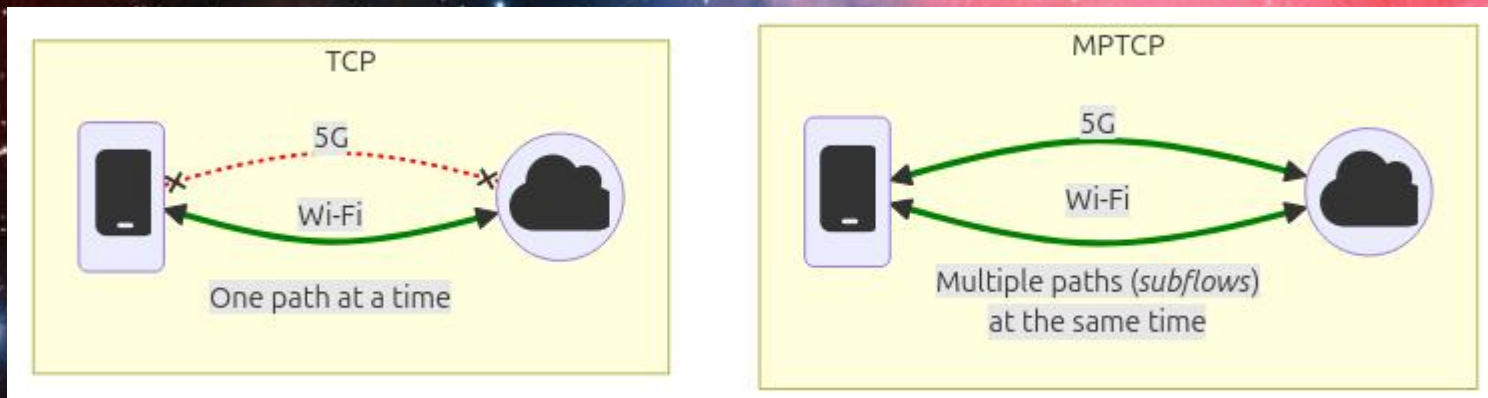 TCP
5G
Wi-Fi
One path at a time
MPTCP
5G
Wi-Fi
Multiple paths (subflows)
at the same time